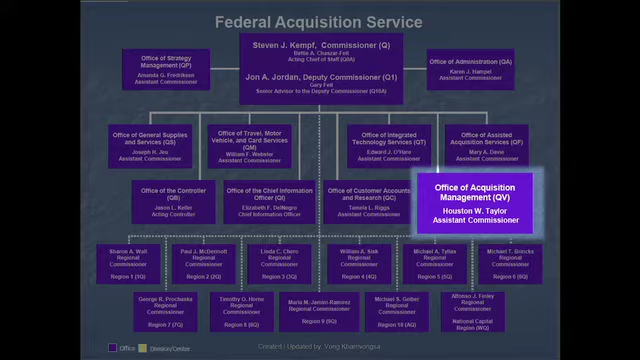 Federal Acquisition Service
Steven J. Kempf, Commissioner (Q)
Acting Chief of Staff (Q0A)
Jon A. Jordan, Deputy Commissioner (Q1)
Gary Feit
Senior Advisor to the Deputy Commissioner (Q10A)
Office of Strategy
Management (QP)
Amanda G. Fredriksen
Assistant Commissioner
Office of Administration (QA)
Karen J. Hampel
Assistant Commissioner
Office of General Supplies
and Services (QS)
Joseph H. Jeu
Assistant Commissioner
Office of Travel, Motor
Vehicle, and Card Services
(QM)
William F. Webster
Assistant Commissioner
Office of Integrated
Technology Services (QT)
Edward J. O'Hare
Assistant Commissioner
Office of Assisted
Acquisition Services (QF)
Mary A. Davie
Assistant Commissioner
Office of the Controller
(QB)
Jason L. Keller
Acting Controller
Office of the Chief Information
Officer (QI)
Elizabeth F. DelNegro
Chief Information Officer
Office of Customer Accounts
and Research (QC)
Tamela L. Riggs
Assistant Commissioner
Office of Acquisition
Management (QV)
Houston W. Taylor
Assistant Commissioner
Sharon A. Wall
Regional
Commissioner
Region 1 (1Q)
Paul J. McDermott
Regional
Commissioner
Region 2 (2Q)
Linda C. Chero
Regional
Commissioner
Region 3 (3Q)
William A. Sisk
Regional
Commissioner
Region 4 (4Q)
Michael A.
Regional
Commissioner
Region 5 (5Q)
Michael T. Brincks
Regional
Commissioner
Region 6 (6Q)
George R. Prochaska
Regional
Commissioner
Region 7 (7Q)
Timothy O. Horne
Regional
Commissioner
Region 8 (8Q)
Maria M.
Regional Commissioner
Region 9 (9Q)
Michael S. Geiber
Regional
Commissioner
Region 10 (AQ)
Alfonso J. Finley
Regional
Commissioner
National Capital
Region (WQ)
Office
Division/Center
Created / Updated by: Vong Khamvongsa